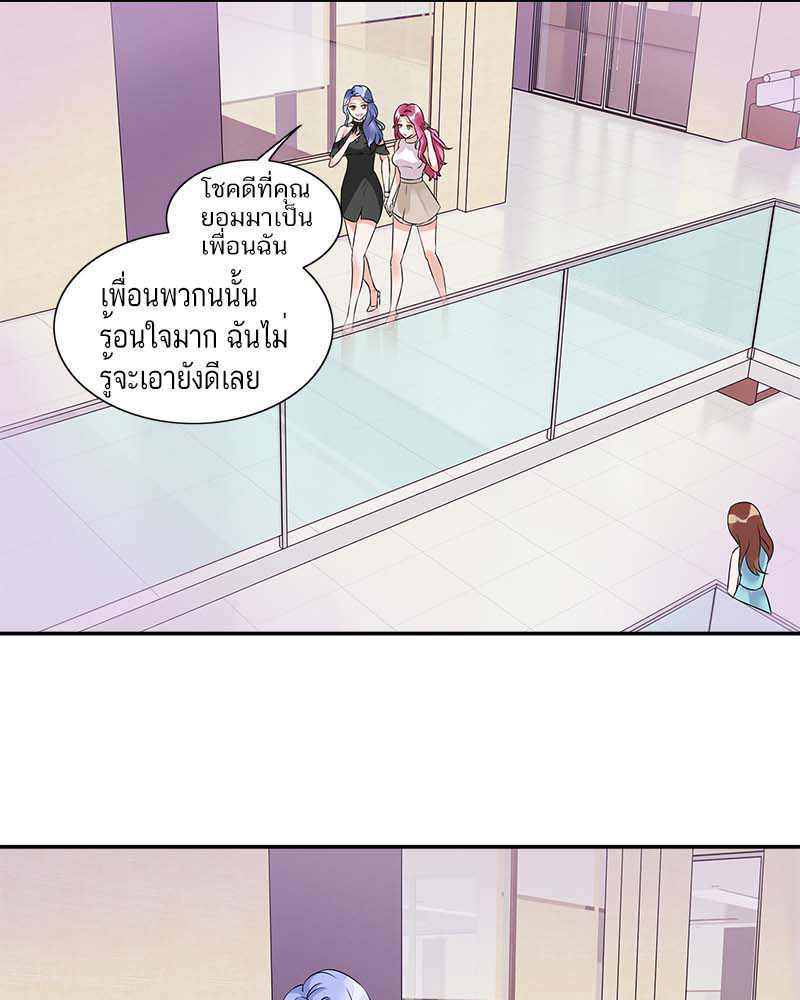 โชคดีที่คุณ
ยอมมาเป็น
เพื่อนฉัน
เพื่อนพวกนนั้น
ร้อนใจมาก ฉันไม่
รู้จะเอายังดีเลย